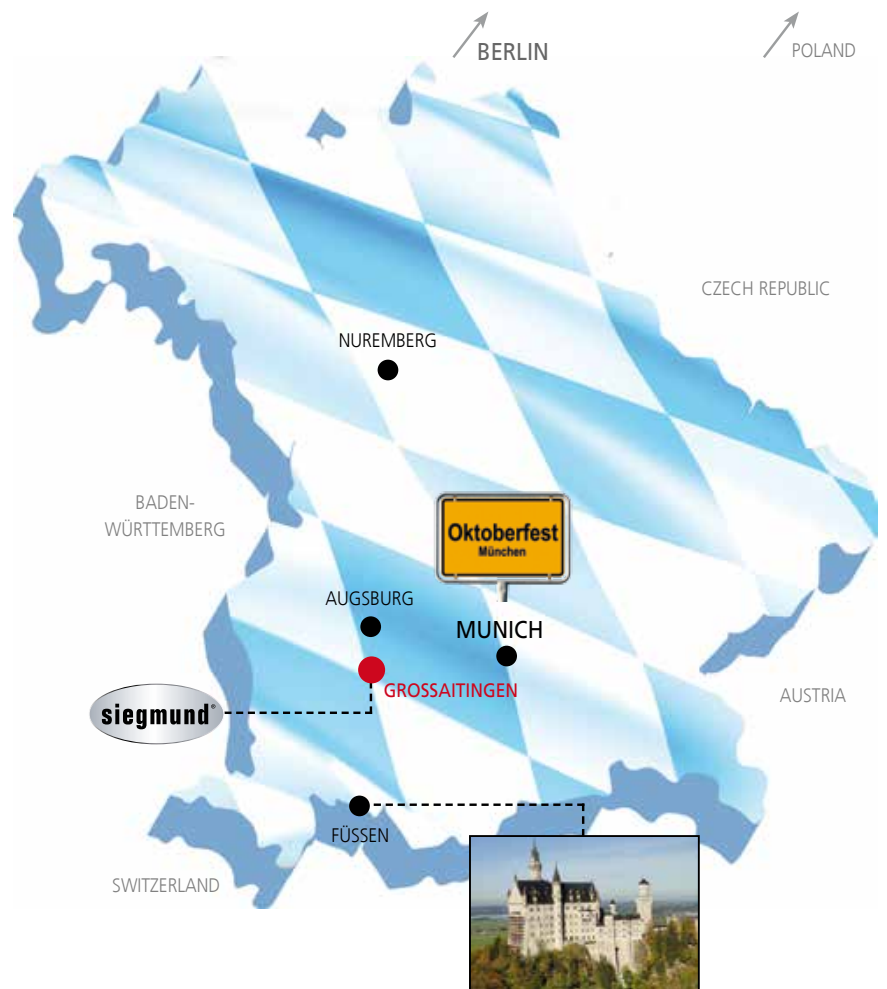 BERLIN
POLAND
CZECH REPUBLIC
NUREMBERG
BADEN-
WÜRTTEMBERG
Oktoberfest
München
AUGSBURG
MUNICH
GROSSAITINGEN
siegmund®
AUSTRIA
FÜSSEN
SWITZERLAND